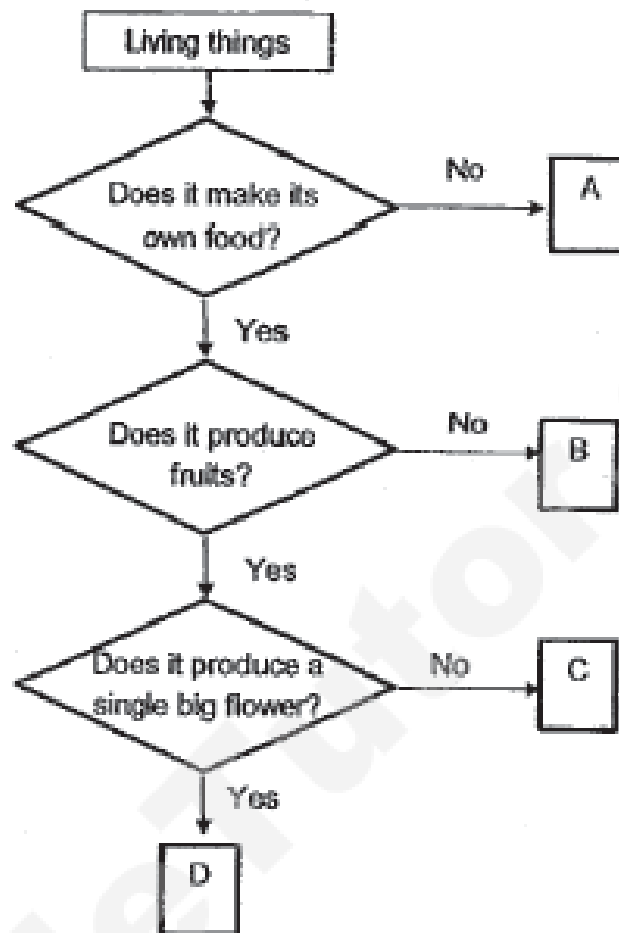 Living things
Does it make its
own food?
No
A
Yes
Does it produce
fruits?
No
B
Yes
Does it produce a
single big flower?
No
C
Yes
D